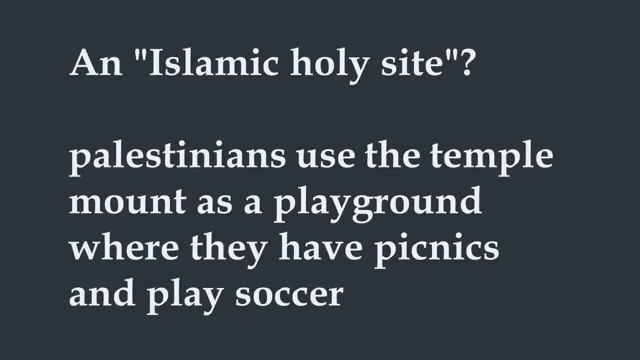 An "Islamic holy site"?
palestinians use the temple
mount as a playground
where they have picnics
and play soccer